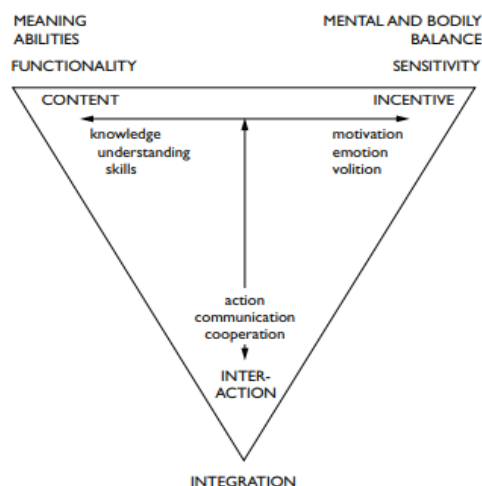 MEANING
ABILITIES
FUNCTIONALITY
MENTAL AND BODILY
BALANCE
SENSITIVITY
CONTENT
INCENTIVE
knowledge
understanding
skills
motivation
emotion
volition
action
communication
cooperation
INTER-
ACTION
INTEGRATION